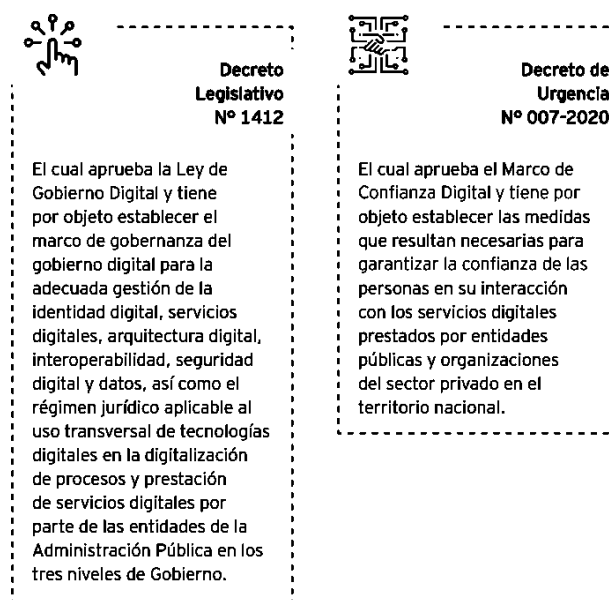 Decreto
Legislativo
Nº 1412
El cual aprueba la Ley de
Gobierno Digital y tiene
por objeto establecer el
marco de gobernanza del
gobierno digital para la
adecuada gestión de la
identidad digital, servicios
digitales, arquitectura digital,
interoperabilidad, seguridad
digital y datos, así como el
régimen jurídico aplicable al
uso transversal de tecnologías
digitales en la digitalización
de procesos y prestación
de servicios digitales por
parte de las entidades de la
Administración Pública en los
tres niveles de Gobierno.
Decreto de
Urgencia
Nº 007-2020
El cual aprueba el Marco de
Confianza Digital y tiene por
objeto establecer las medidas
que resultan necesarias para
garantizar la confianza de las
personas en su interacción
con los servicios digitales
prestados por entidades
públicas y organizaciones
del sector privado en el
territorio nacional.